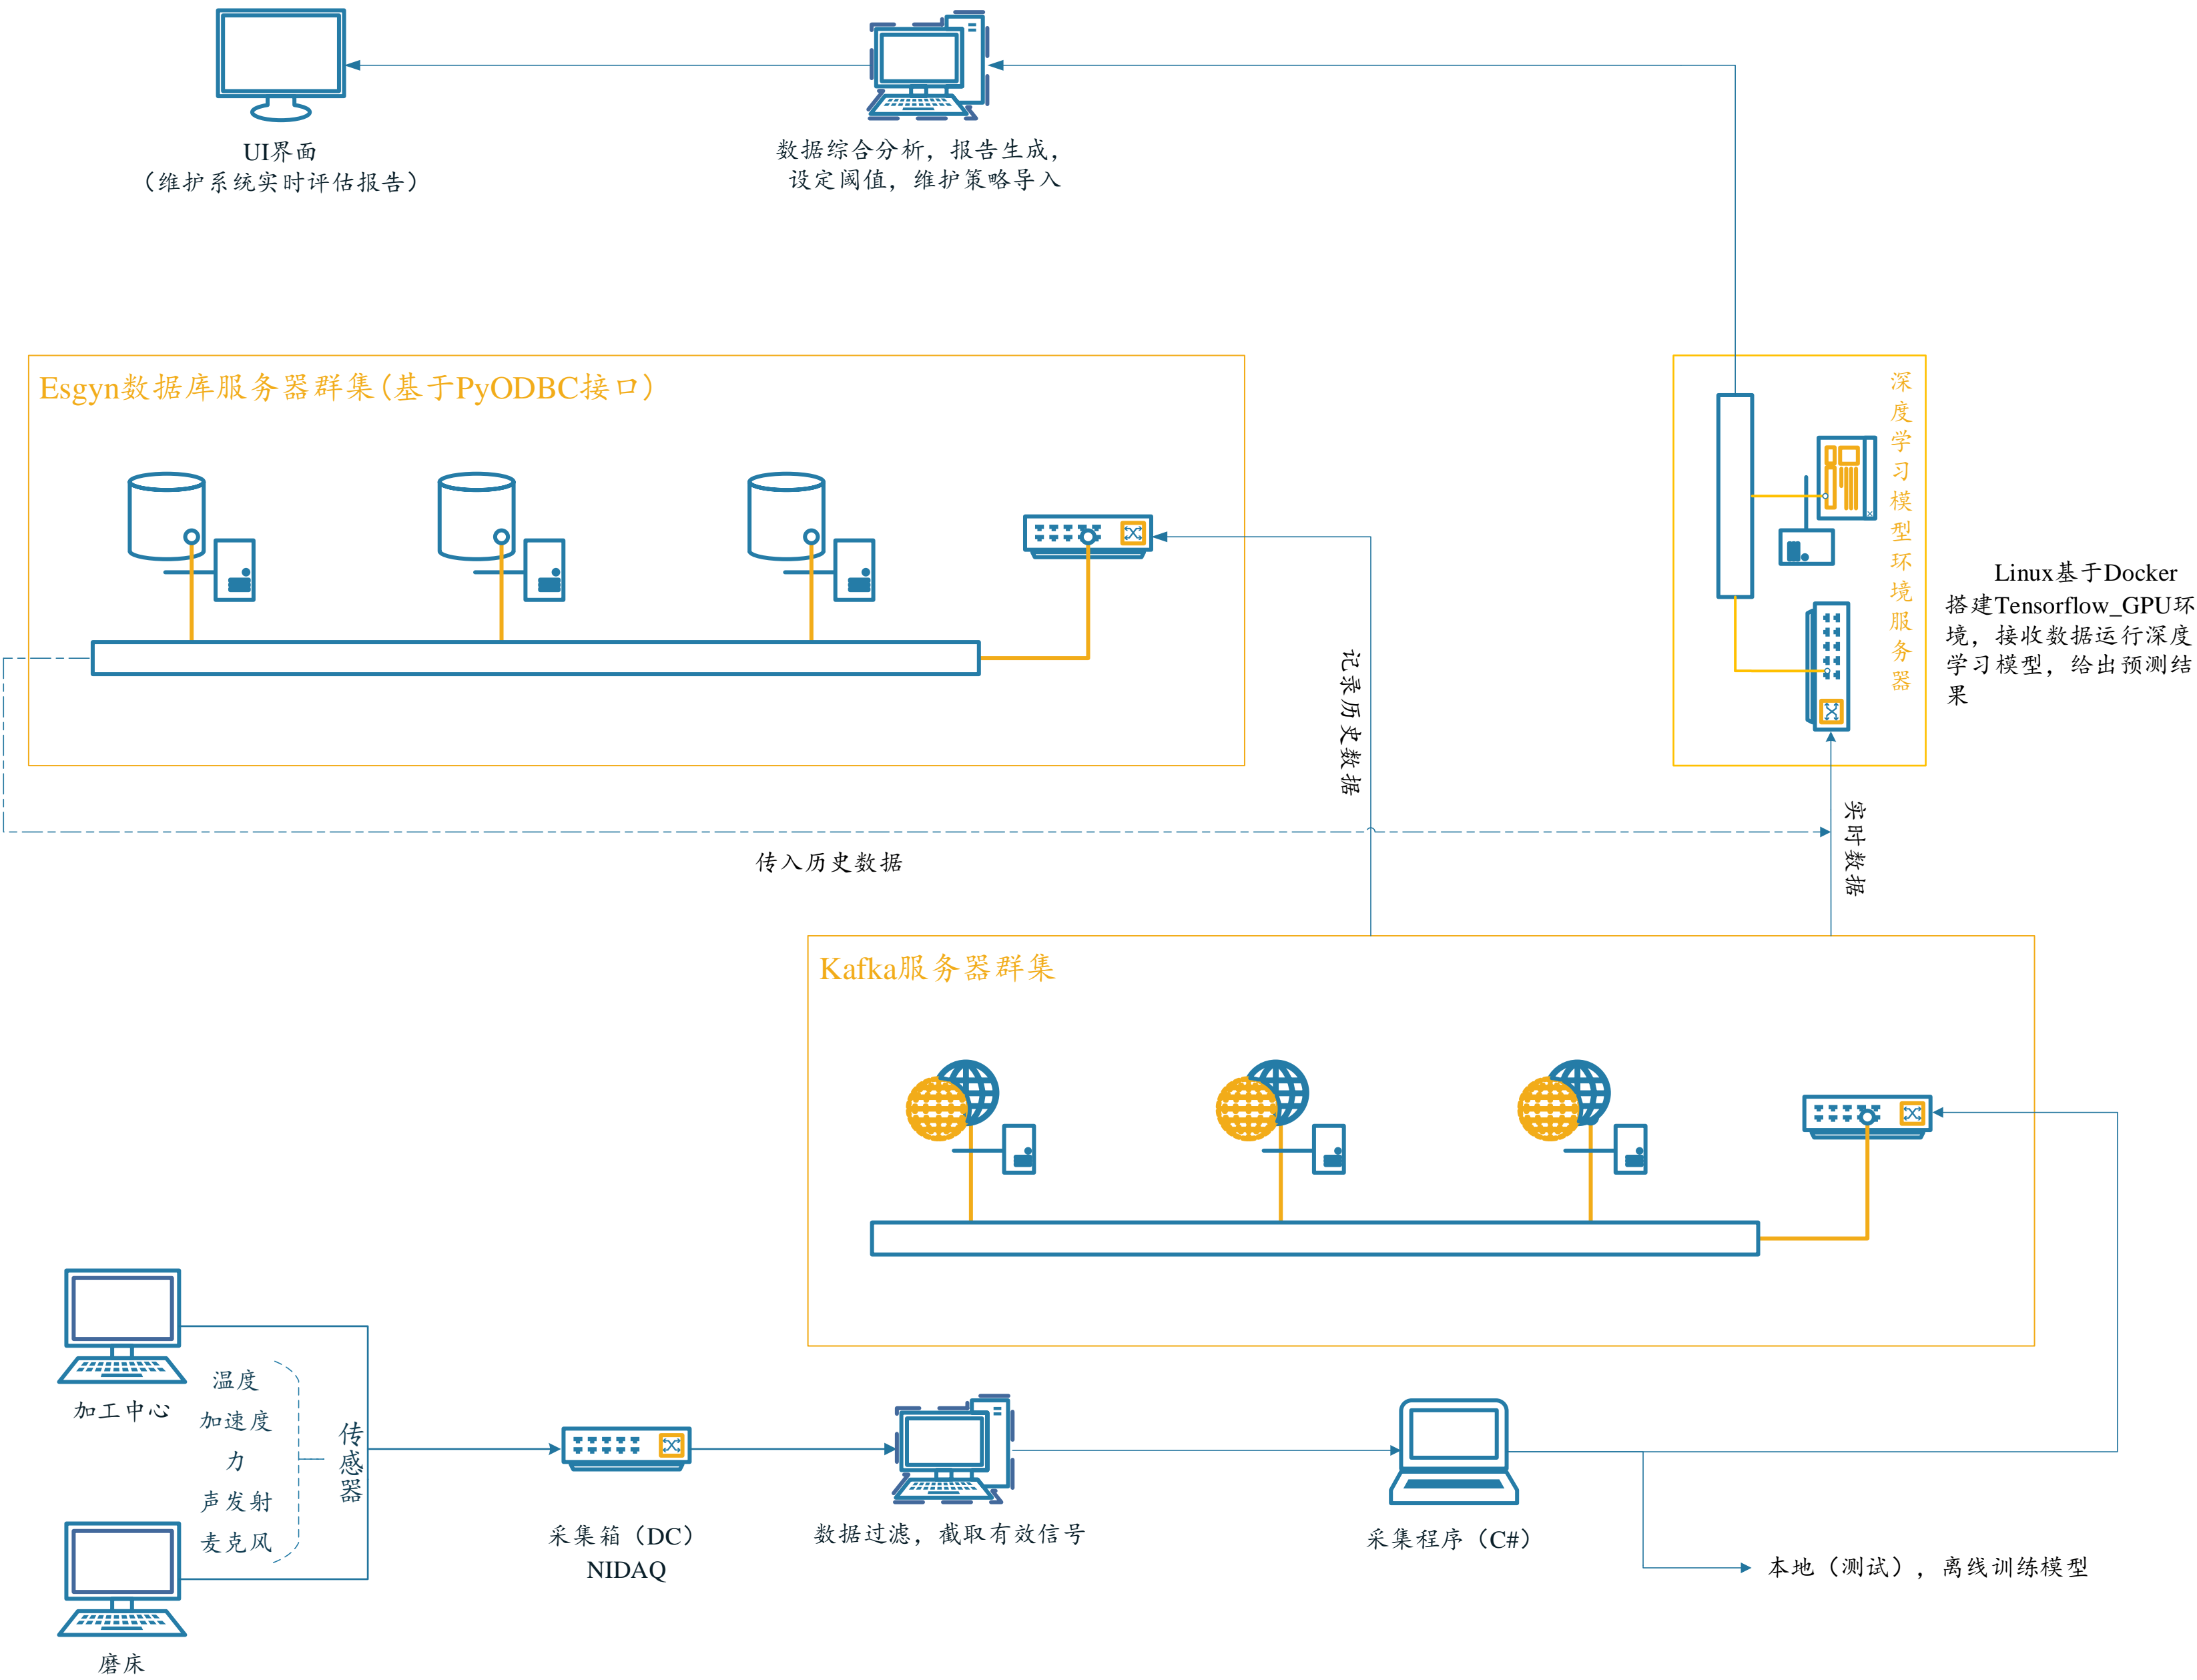 UI界面
（维护系统实时评估报告）
数据综合分析，报告生成，
设定阈值，维护策略导入
Esgyn数据库服务器群集(基于PyODBC接口)
深度学习模型环境服务器
Linux基于Docker
搭建Tensorflow_GPU环
境，接收数据运行深度
学习模型，给出预测结
果
记录历史数据
实时数据
传入历史数据
Kafka服务器群集
加工中心
温度
加速度
力
声发射
麦克风
传感器
磨床
采集箱（DC）
NIDAQ
数据过滤，截取有效信号
采集程序（C#）
本地（测试），离线训练模型